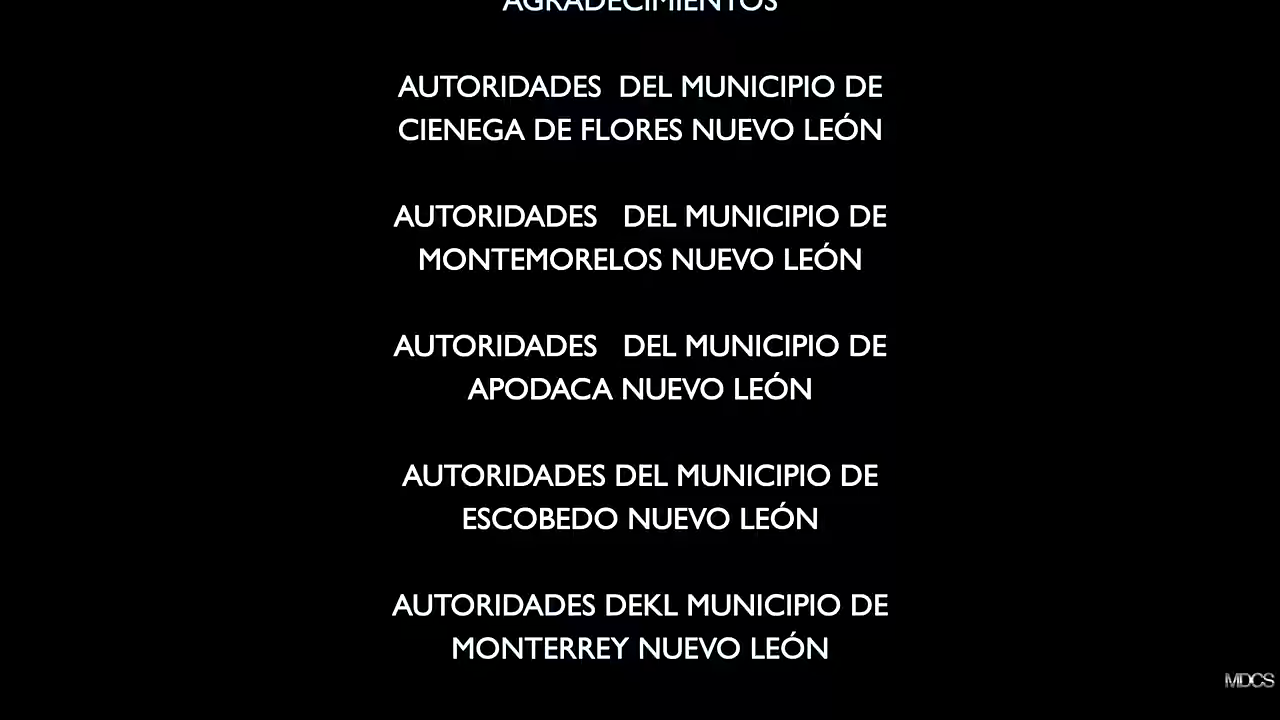 AGRADECIMIENTOS
AUTORIDADES DEL MUNICIPIO DE
CIENEGA DE FLORES NUEVO LEÓN
AUTORIDADES DEL MUNICIPIO DE
MONTEMORELOS NUEVO LEÓN
AUTORIDADES DEL MUNICIPIO DE
APODACA NUEVO LEÓN
AUTORIDADES DEL MUNICIPIO DE
ESCOBEDO NUEVO LEÓN
AUTORIDADES DEKL MUNICIPIO DE
MONTERREY NUEVO LEÓN
MDCS